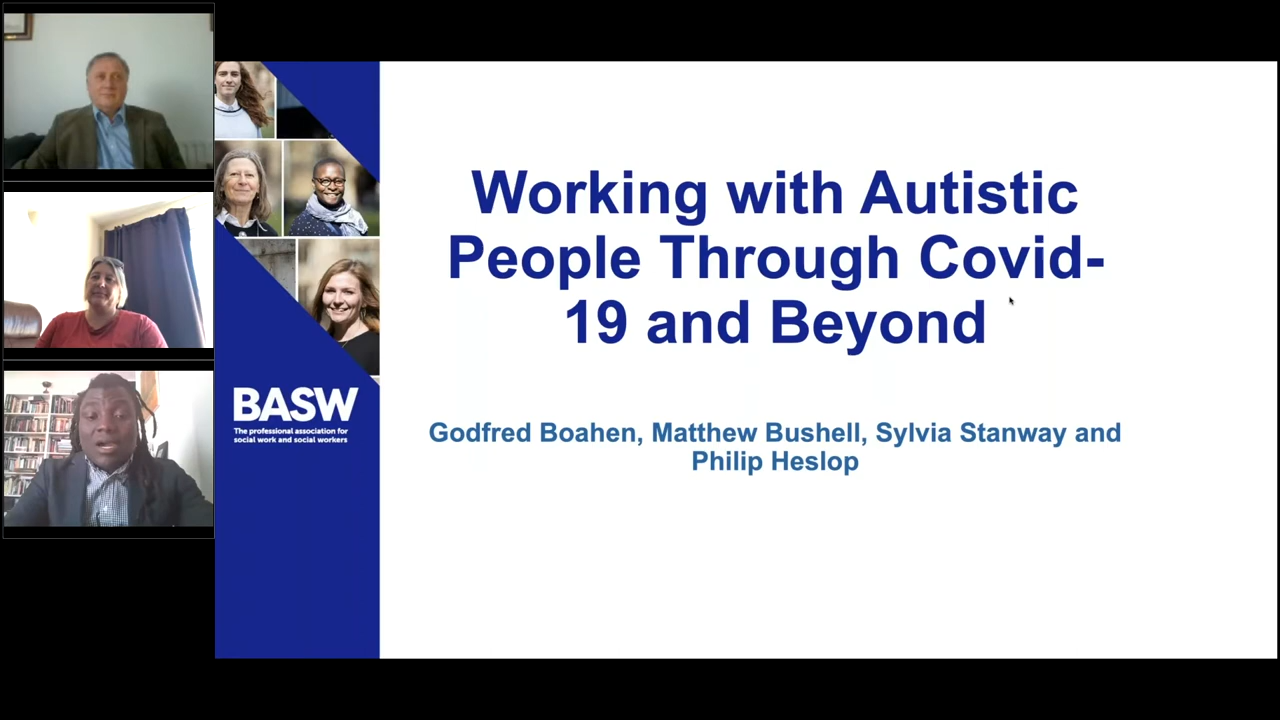 Working with Autistic
People Through Covid-
19 and Beyond
BASW
The professional association for
social work and social workers
Godfred Boahen, Matthew Bushell, Sylvia Stanway and
Philip Heslop